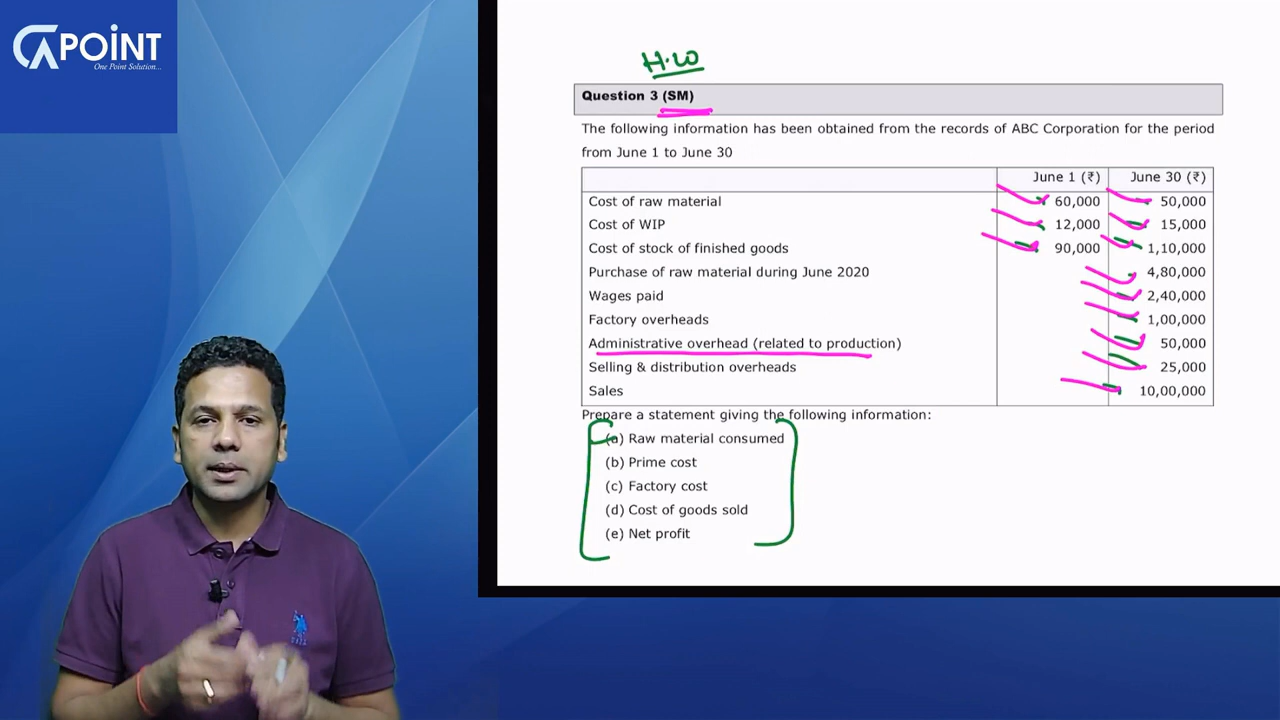 CAPOINT
One Point Solution...
H.W
Question 3 (SM)
The following information has been obtained from the records of ABC Corporation for the period
from June 1 to June 30
June 1 (₹) June 30 (₹)
Cost of raw material 60,000 50,000
Cost of WIP 12,000 15,000
Cost of stock of finished goods 90,000 1,10,000
Purchase of raw material during June 2020 4,80,000
Wages paid 2,40,000
Factory overheads 1,00,000
Administrative overhead (related to production) 50,000
Selling & distribution overheads 25,000
Sales 10,00,000
Prepare a statement giving the following information:
(a) Raw material consumed
(b) Prime cost
(c) Factory cost
(d) Cost of goods sold
(e) Net profit